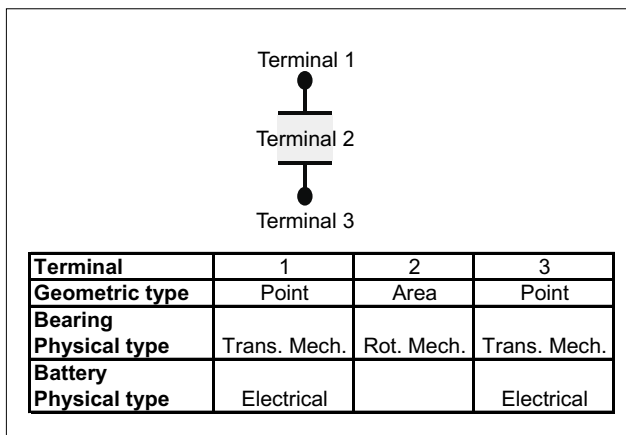 Terminal 1
Terminal 2
Terminal 3
Terminal 1 2 3
Geometric type Point Area Point
Bearing
Physical type Trans. Mech. Rot. Mech. Trans. Mech.
Battery
Physical type Electrical Electrical